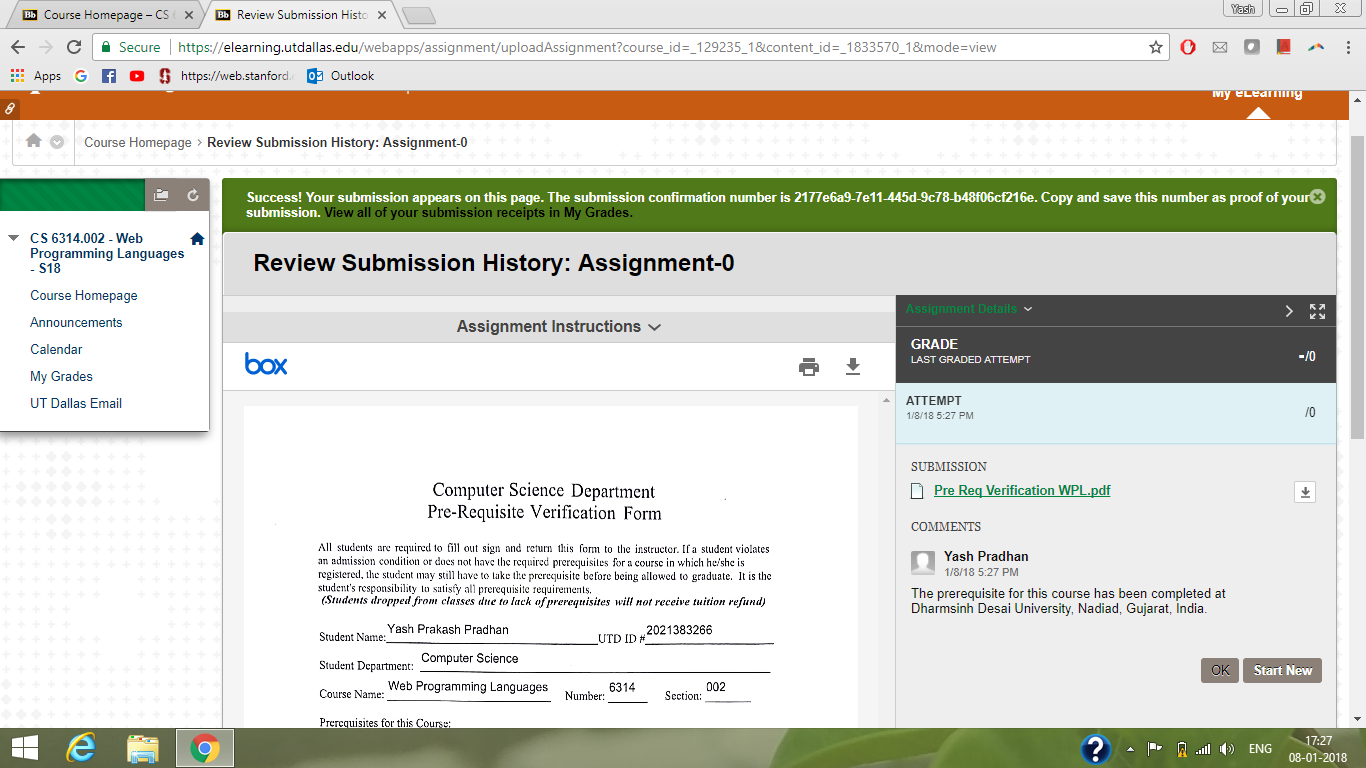 Course Homepage – CS
Review Submission Histo
Yash
Secure
https://elearning.utdallas.edu/webapps/assignment/uploadAssignment?course_id=_129235_1&content_id=_1833570_1&mode=view
Apps
https://web.stanford.
Outlook
My eLearning
Course Homepage > Review Submission History: Assignment-0
Success! Your submission appears on this page. The submission confirmation number is 2177e6a9-7e11-445d-9c78-b48f06cf216e. Copy and save this number as proof of your
submission. View all of your submission receipts in My Grades.
CS 6314.002 - Web
Programming Languages
- S18
Course Homepage
Announcements
Calendar
My Grades
UT Dallas Email
Review Submission History: Assignment-0
Assignment Instructions
box
Computer Science Department
Pre-Requisite Verification Form
All students are required to fill out sign and return this form to the instructor. If a student violates
an admission condition or does not have the required prerequisites for a course in which he/she is
registered, the student may still have to take the prerequisite before being allowed to graduate. It is the
student's responsibility to satisfy all prerequisite requirements.
(Students dropped from classes due to lack of prerequisites will not receive tuition refund)
Student Name: Yash Prakash Pradhan UTD ID # 2021383266
Student Department: Computer Science
Course Name: Web Programming Languages Number: 6314 Section: 002
Prerequisites for this Course:
Assignment Details
GRADE
LAST GRADED ATTEMPT
-/0
ATTEMPT
1/8/18 5:27 PM
/0
SUBMISSION
Pre Req Verification WPL.pdf
COMMENTS
Yash Pradhan
1/8/18 5:27 PM
The prerequisite for this course has been completed at
Dharmsinh Desai University, Nadiad, Gujarat, India.
OK
Start New
ENG
17:27
08-01-2018